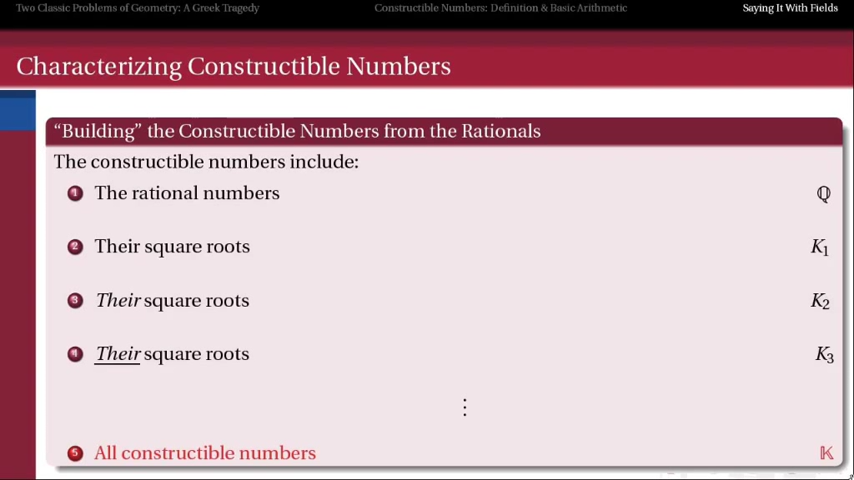 Two Classic Problems of Geometry: A Greek Tragedy Constructible Numbers: Definition & Basic Arithmetic Saying It With Fields
Characterizing Constructible Numbers
“Building” the Constructible Numbers from the Rationals
The constructible numbers include:
1 The rational numbers ℚ
2 Their square roots K₁
3 Their square roots K₂
4 Their square roots K₃
⋮
5 All constructible numbers 𝕂